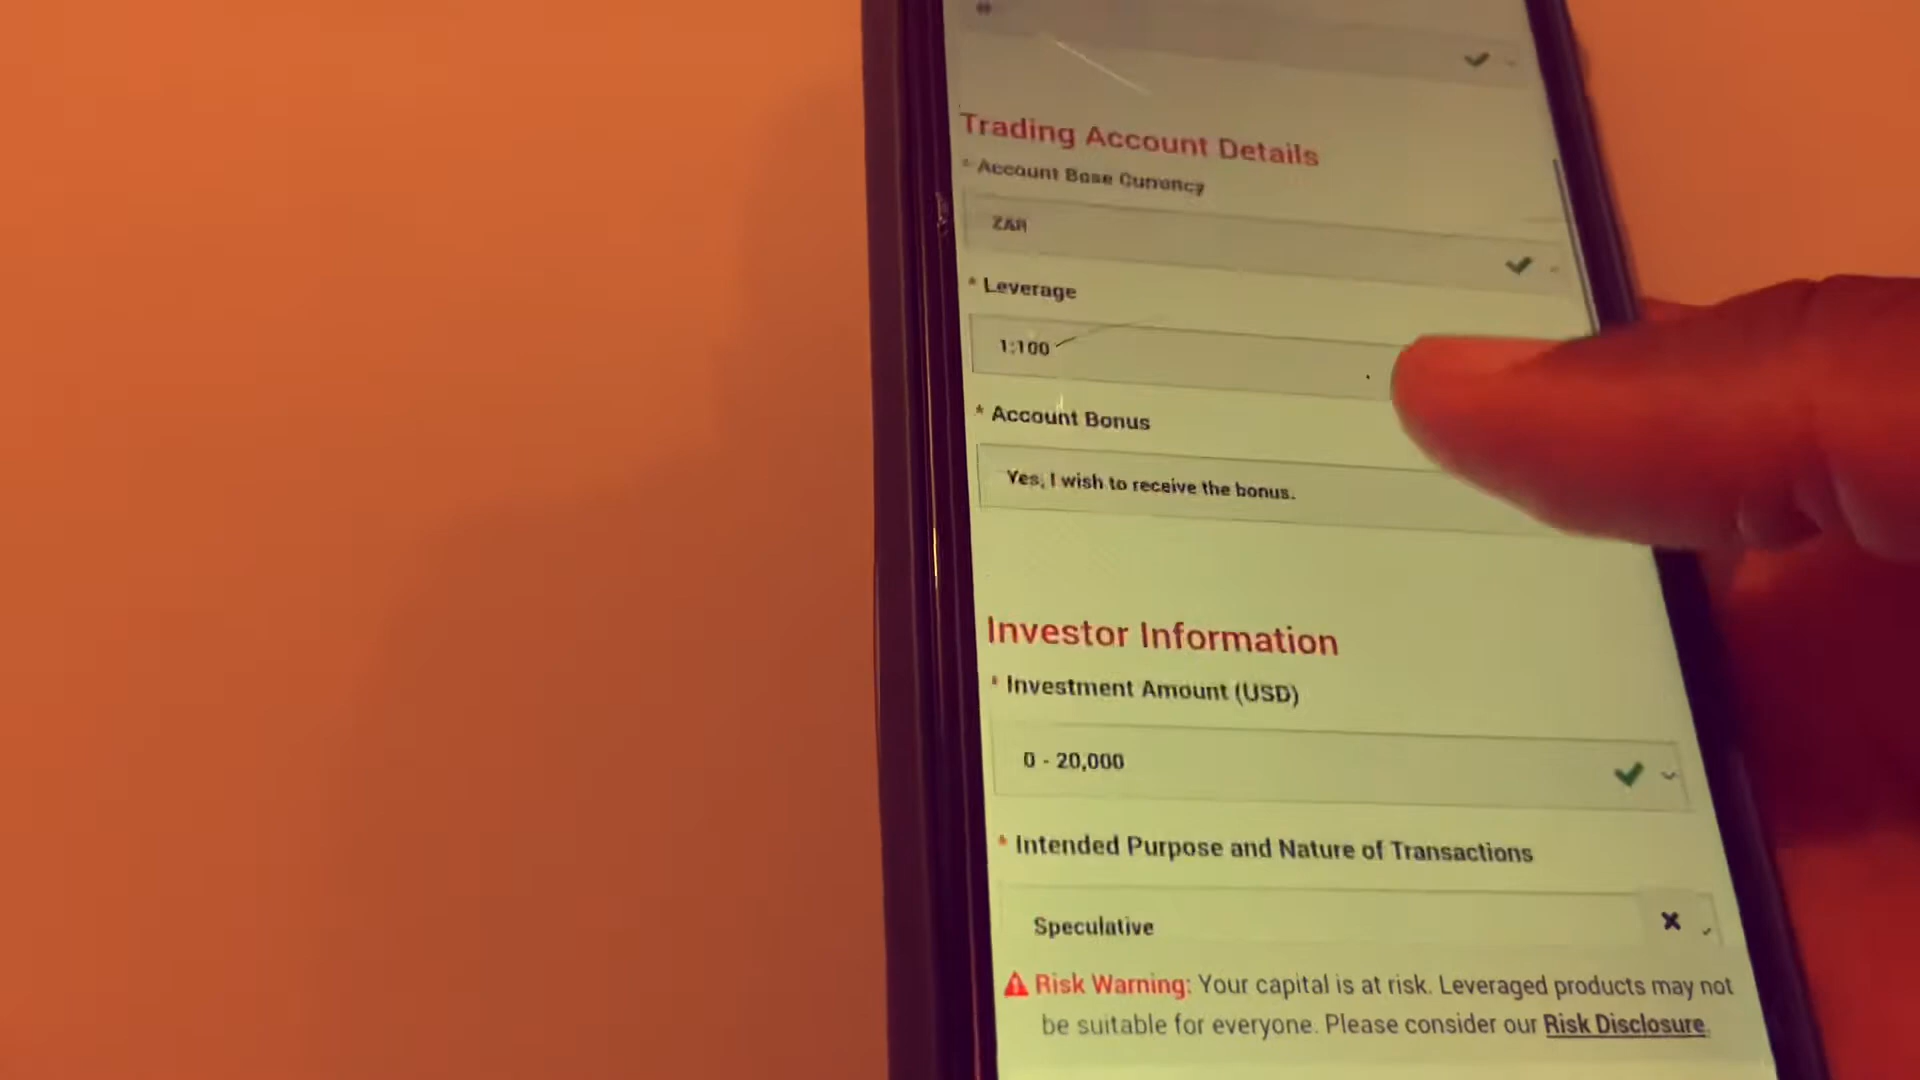 Trading Account Details
* Account Base Currency
ZAR
* Leverage
1:100
* Account Bonus
Yes, I wish to receive the bonus.
Investor Information
* Investment Amount (USD)
0 - 20,000
* Intended Purpose and Nature of Transactions
Speculative
Risk Warning: Your capital is at risk. Leveraged products may not
be suitable for everyone. Please consider our Risk Disclosure.